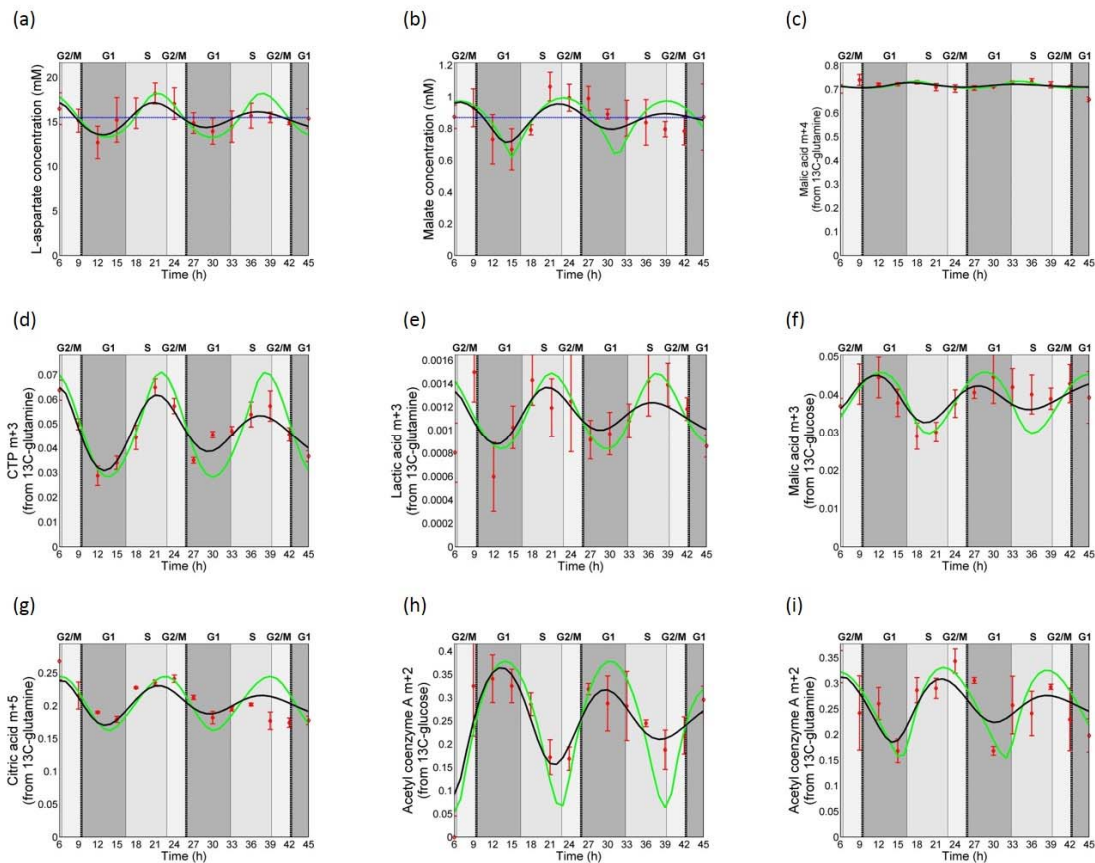 (a)
G2/M G1 S G2/M G1 S G2/M G1
L-aspartate concentration (mM)
20
15
10
5
0
6 9 12 15 18 21 24 27 30 33 36 39 42 45
Time (h)
(b)
G2/M G1 S G2/M G1 S G2/M G1
Malate concentration (mM)
1.2
1
0.8
0.6
0.4
0.2
0
6 9 12 15 18 21 24 27 30 33 36 39 42 45
Time (h)
(c)
G2/M G1 S G2/M G1 S G2/M G1
Malic acid m+4
(from 13C-glutamine)
0.8
0.7
0.6
0.5
0.4
0.3
0.2
0.1
0
6 9 12 15 18 21 24 27 30 33 36 39 42 45
Time (h)
(d)
G2/M G1 S G2/M G1 S G2/M G1
CTP m+3
(from 13C-glutamine)
0.07
0.06
0.05
0.04
0.03
0.02
0.01
0
6 9 12 15 18 21 24 27 30 33 36 39 42 45
Time (h)
(e)
G2/M G1 S G2/M G1 S G2/M G1
Lactic acid m+3
(from 13C-glutamine)
0.0016
0.0014
0.0012
0.001
0.0008
0.0006
0.0004
0.0002
0
6 9 12 15 18 21 24 27 30 33 36 39 42 45
Time (h)
(f)
G2/M G1 S G2/M G1 S G2/M G1
Malic acid m+3
(from 13C-glucose)
0.05
0.04
0.03
0.02
0.01
0
6 9 12 15 18 21 24 27 30 33 36 39 42 45
Time (h)
(g)
G2/M G1 S G2/M G1 S G2/M G1
Citric acid m+5
(from 13C-glutamine)
0.25
0.2
0.15
0.1
0.05
0
6 9 12 15 18 21 24 27 30 33 36 39 42 45
Time (h)
(h)
G2/M G1 S G2/M G1 S G2/M G1
Acetyl coenzyme A m+2
(from 13C-glucose)
0.4
0.35
0.3
0.25
0.2
0.15
0.1
0.05
0
6 9 12 15 18 21 24 27 30 33 36 39 42 45
Time (h)
(i)
G2/M G1 S G2/M G1 S G2/M G1
Acetyl coenzyme A m+2
(from 13C-glutamine)
0.35
0.3
0.25
0.2
0.15
0.1
0.05
0
6 9 12 15 18 21 24 27 30 33 36 39 42 45
Time (h)